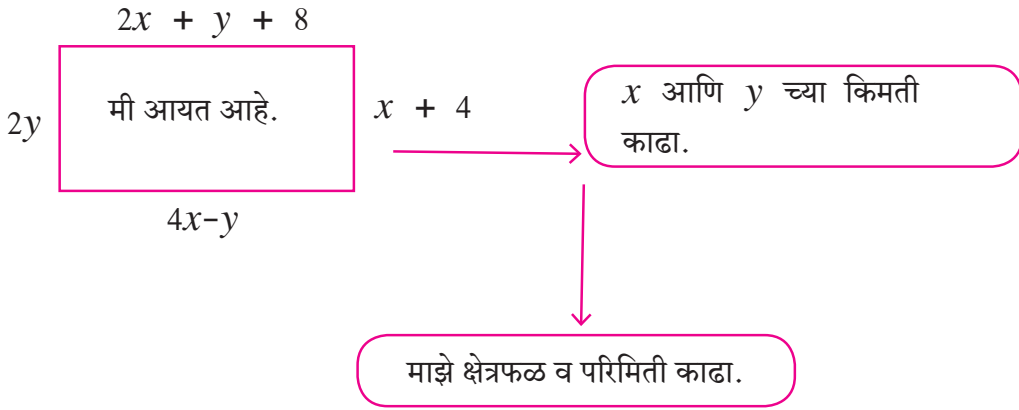 2x + y + 8
2y
मी आयत आहे.
x + 4
4x-y
x आणि y च्या किमती
काढा.
माझे क्षेत्रफळ व परिमिती काढा.